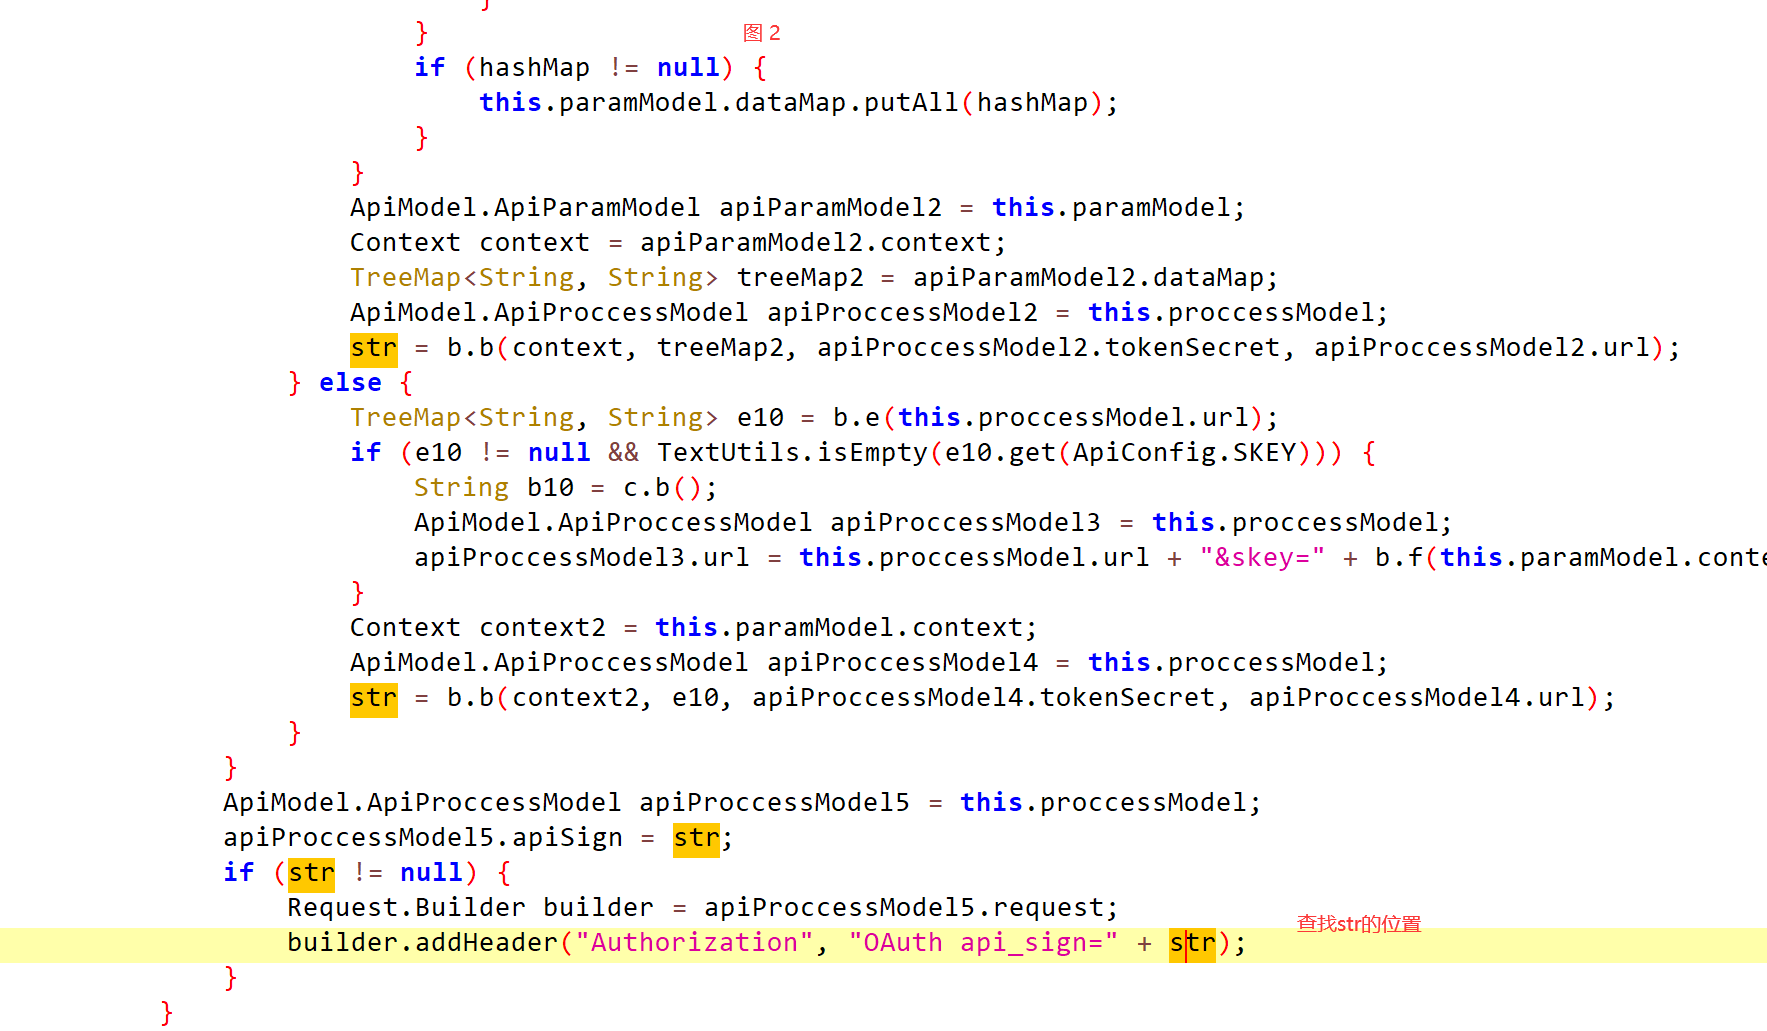 }
} 图 2
if (hashMap != null) {
this.paramModel.dataMap.putAll(hashMap);
}
}
ApiModel.ApiParamModel apiParamModel2 = this.paramModel;
Context context = apiParamModel2.context;
TreeMap<String, String> treeMap2 = apiParamModel2.dataMap;
ApiModel.ApiProccessModel apiProccessModel2 = this.proccessModel;
str = b.b(context, treeMap2, apiProccessModel2.tokenSecret, apiProccessModel2.url);
} else {
TreeMap<String, String> e10 = b.e(this.proccessModel.url);
if (e10 != null && TextUtils.isEmpty(e10.get(ApiConfig.SKEY))) {
String b10 = c.b();
ApiModel.ApiProccessModel apiProccessModel3 = this.proccessModel;
apiProccessModel3.url = this.proccessModel.url + "&skey=" + b.f(this.paramModel.conte
}
Context context2 = this.paramModel.context;
ApiModel.ApiProccessModel apiProccessModel4 = this.proccessModel;
str = b.b(context2, e10, apiProccessModel4.tokenSecret, apiProccessModel4.url);
}
}
ApiModel.ApiProccessModel apiProccessModel5 = this.proccessModel;
apiProccessModel5.apiSign = str;
if (str != null) {
Request.Builder builder = apiProccessModel5.request;
查找str的位置
builder.addHeader("Authorization", "OAuth api_sign=" + str);
}
}